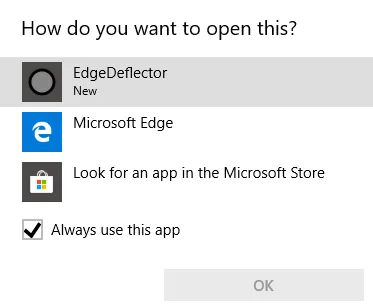 How do you want to open this?
EdgeDeflector
New
Microsoft Edge
Look for an app in the Microsoft Store
Always use this app
OK